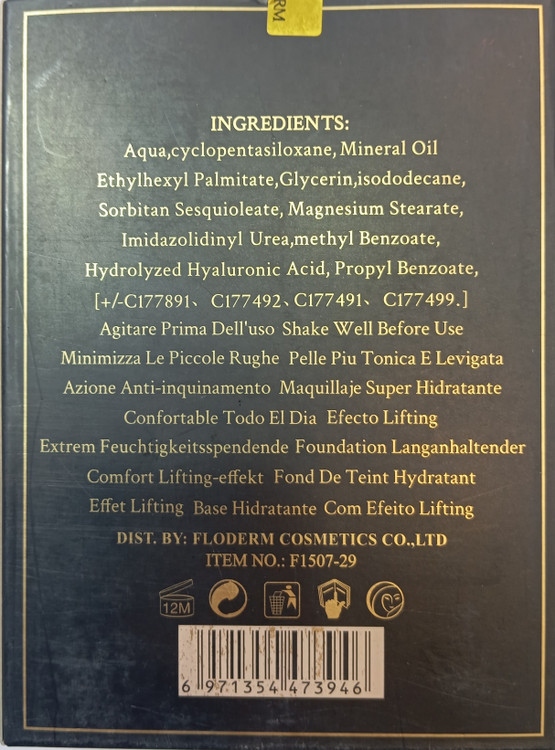 RM
INGREDIENTS:
Aqua,cyclopentasiloxane, Mineral Oil
Ethylhexyl Palmitate,Glycerin,isododecane,
Sorbitan Sesquioleate, Magnesium Stearate,
Imidazolidinyl Urea,methyl Benzoate,
Hydrolyzed Hyaluronic Acid, Propyl Benzoate,
[+/-C177891、 C177492、C177491、 C177499.]
Agitare Prima Dell'uso Shake Well Before Use
Minimizza Le Piccole Rughe Pelle Piu Tonica E Levigata
Azione Anti-inquinamento Maquillaje Super Hidratante
Confortable Todo El Dia Efecto Lifting
Extrem Feuchtigkeitsspendende Foundation Langanhaltender
Comfort Lifting-effekt Fond De Teint Hydratant
Effet Lifting Base Hidratante Com Efeito Lifting
DIST. BY: FLODERM COSMETICS CO.,LTD
ITEM NO.: F1507-29
12M
6 971354 473946